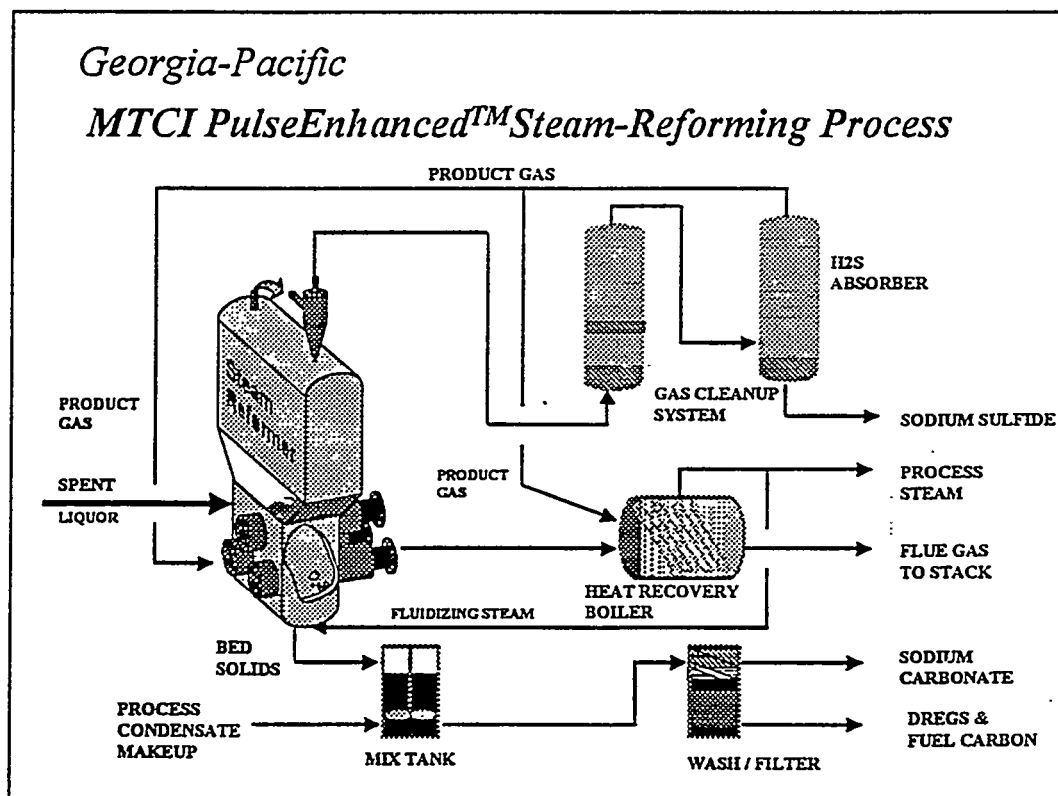 Georgia-Pacific
MTCI PulseEnhanced™Steam-Reforming Process
PRODUCT GAS
H2S
ABSORBER
Steam
Reformer
GAS CLEANUP
SYSTEM
PRODUCT
GAS
SODIUM SULFIDE
PRODUCT
GAS
PROCESS
STEAM
SPENT
LIQUOR
FLUE GAS
TO STACK
HEAT RECOVERY
BOILER
FLUIDIZING STEAM
BED
SOLIDS
SODIUM
CARBONATE
PROCESS
CONDENSATE
MAKEUP
DREGS &
FUEL CARBON
MIX TANK
WASH / FILTER